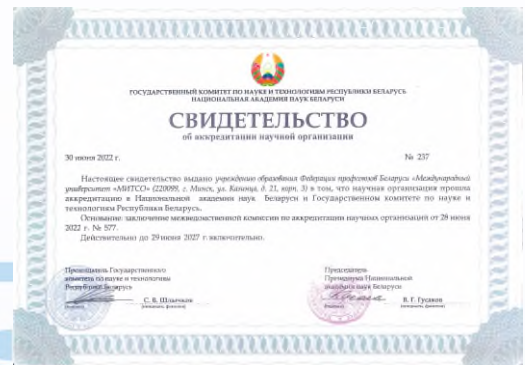 ГОСУДАРСТВЕННЫЙ КОМИТЕТ ПО НАУКЕ И ТЕХНОЛОГИЯМ РЕСПУБЛИКИ БЕЛАРУСЬ
НАЦИОНАЛЬНАЯ АКАДЕМИЯ НАУК БЕЛАРУСИ
СВИДЕТЕЛЬСТВО
об аккредитации научной организации
30 июня 2022 г. № 237
Настоящее свидетельство выдано учреждению образования Федерации профсоюзов Беларуси «Международный
университет «МИТСО» (220099, г. Минск, ул. Казинца, д. 21, корп. 3) в том, что научная организация прошла
аккредитацию в Национальной академии наук Беларуси и Государственном комитете по науке и
технологиям Республики Беларусь.
Основание: заключение межведомственной комиссии по аккредитации научных организаций от 28 июня
2022 г. № 577.
Действительно до 29 июня 2027 г. включительно.
Председатель Государственного
комитета по науке и технологиям
Республики Беларусь
С. В. Шлычков
Председатель
Президиума Национальной
академии наук Беларуси
В. Г. Гусаков